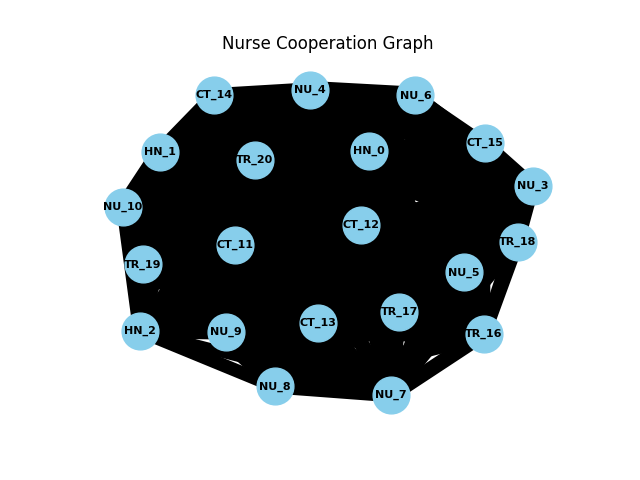 Nurse Cooperation Graph
NU_4
CT_14
NU_6
CT_15
HN_1
HN_0
TR_20
NU_3
NU_10
CT_12
TR_18
CT_11
TR_19
NU_5
TR_17
CT_13
HN_2
NU_9
TR_16
NU_8
NU_7